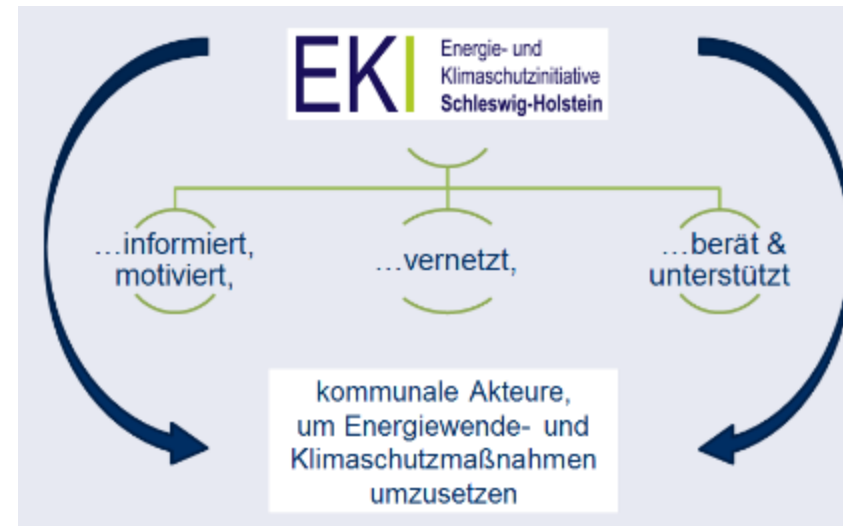 EKI
Energie- und
Klimaschutzinitiative
Schleswig-Holstein
...informiert,
motiviert,
...vernetzt,
...berät &
unterstützt
kommunale Akteure,
um Energiewende- und
Klimaschutzmaßnahmen
umzusetzen